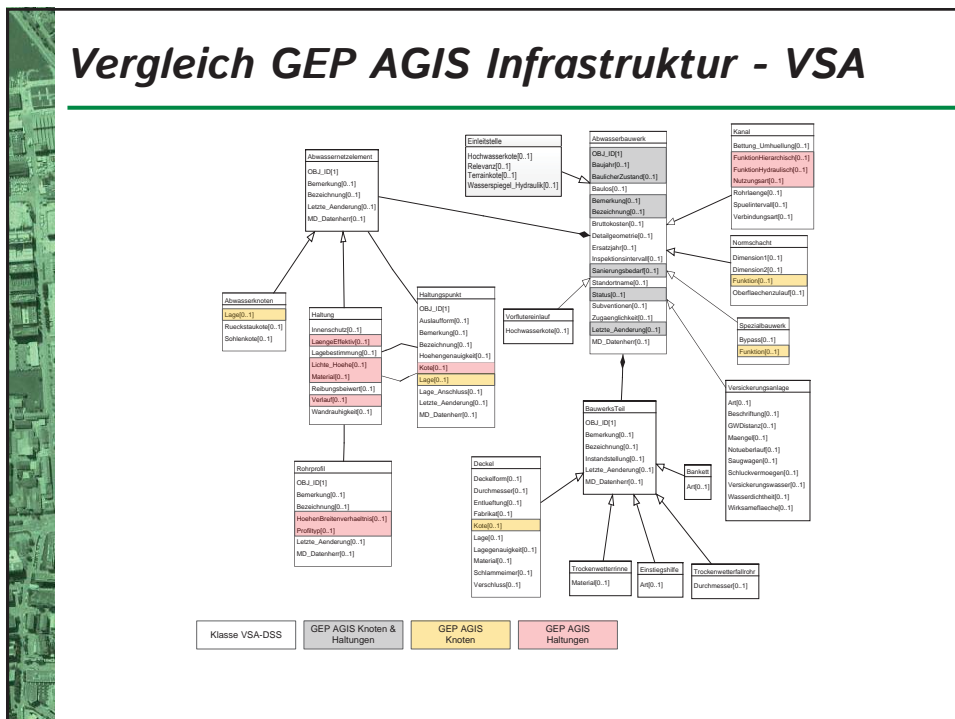 Vergleich GEP AGIS Infrastruktur - VSA
Abwassernetzelement
OBJ_ID[1]
Bemerkung[0..1]
Bezeichnung[0..1]
Letzte_Aenderung[0..1]
MD_Datenherr[0..1]
Einleitstelle
Hochwasserkote[0..1]
Relevanz[0..1]
Terrainkote[0..1]
Wasserspiegel_Hydraulik[0..1]
Abwasserbauwerk
OBJ_ID[1]
Baujahr[0..1]
BaulicherZustand[0..1]
Baulos[0..1]
Bemerkung[0..1]
Bezeichnung[0..1]
Bruttokosten[0..1]
Detailgeometrie[0..1]
Ersatzjahr[0..1]
Inspektionsintervall[0..1]
Sanierungsbedarf[0..1]
Standortname[0..1]
Status[0..1]
Subventionen[0..1]
Zugaenglichkeit[0..1]
Letzte_Aenderung[0..1]
MD_Datenherr[0..1]
Kanal
Bettung_Umhuellung[0..1]
FunktionHierarchisch[0..1]
FunktionHydraulisch[0..1]
Nutzungsart[0..1]
Rohrlaenge[0..1]
Spuelintervall[0..1]
Verbindungsart[0..1]
Normschacht
Dimension1[0..1]
Dimension2[0..1]
Funktion[0..1]
Oberflaechenzulauf[0..1]
Abwasserknoten
Lage[0..1]
Rueckstaukote[0..1]
Sohlenkote[0..1]
Haltung
Innenschutz[0..1]
LaengeEffektiv[0..1]
Lagebestimmung[0..1]
Lichte_Hoehe[0..1]
Material[0..1]
Reibungsbeiwert[0..1]
Verlauf[0..1]
Wandrauhigkeit[0..1]
Haltungspunkt
OBJ_ID[1]
Auslaufform[0..1]
Bemerkung[0..1]
Bezeichnung[0..1]
Hoehengenauigkeit[0..1]
Kote[0..1]
Lage[0..1]
Lage_Anschluss[0..1]
Letzte_Aenderung[0..1]
MD_Datenherr[0..1]
Vorflutereinlauf
Hochwasserkote[0..1]
Spezialbauwerk
Bypass[0..1]
Funktion[0..1]
Versickerungsanlage
Art[0..1]
Beschriftung[0..1]
GWDistanz[0..1]
Maengel[0..1]
Notueberlauf[0..1]
Saugwagen[0..1]
Schluckvermoegen[0..1]
Versickerungswasser[0..1]
Wasserdichtheit[0..1]
Wirksameflaeche[0..1]
BauwerksTeil
OBJ_ID[1]
Bemerkung[0..1]
Bezeichnung[0..1]
Instandstellung[0..1]
Letzte_Aenderung[0..1]
MD_Datenherr[0..1]
Rohrprofil
OBJ_ID[1]
Bemerkung[0..1]
Bezeichnung[0..1]
HoehenBreitenverhaeltnis[0..1]
Profiltyp[0..1]
Letzte_Aenderung[0..1]
MD_Datenherr[0..1]
Deckel
Deckelform[0..1]
Durchmesser[0..1]
Entlueftung[0..1]
Fabrikat[0..1]
Kote[0..1]
Lage[0..1]
Lagegenauigkeit[0..1]
Material[0..1]
Schlammeimer[0..1]
Verschluss[0..1]
Bankett
Art[0..1]
Trockenwetterrinne
Material[0..1]
Einstiegshilfe
Art[0..1]
Trockenwetterfallrohr
Durchmesser[0..1]
Klasse VSA-DSS
GEP AGIS Knoten &
Haltungen
GEP AGIS
Knoten
GEP AGIS
Haltungen